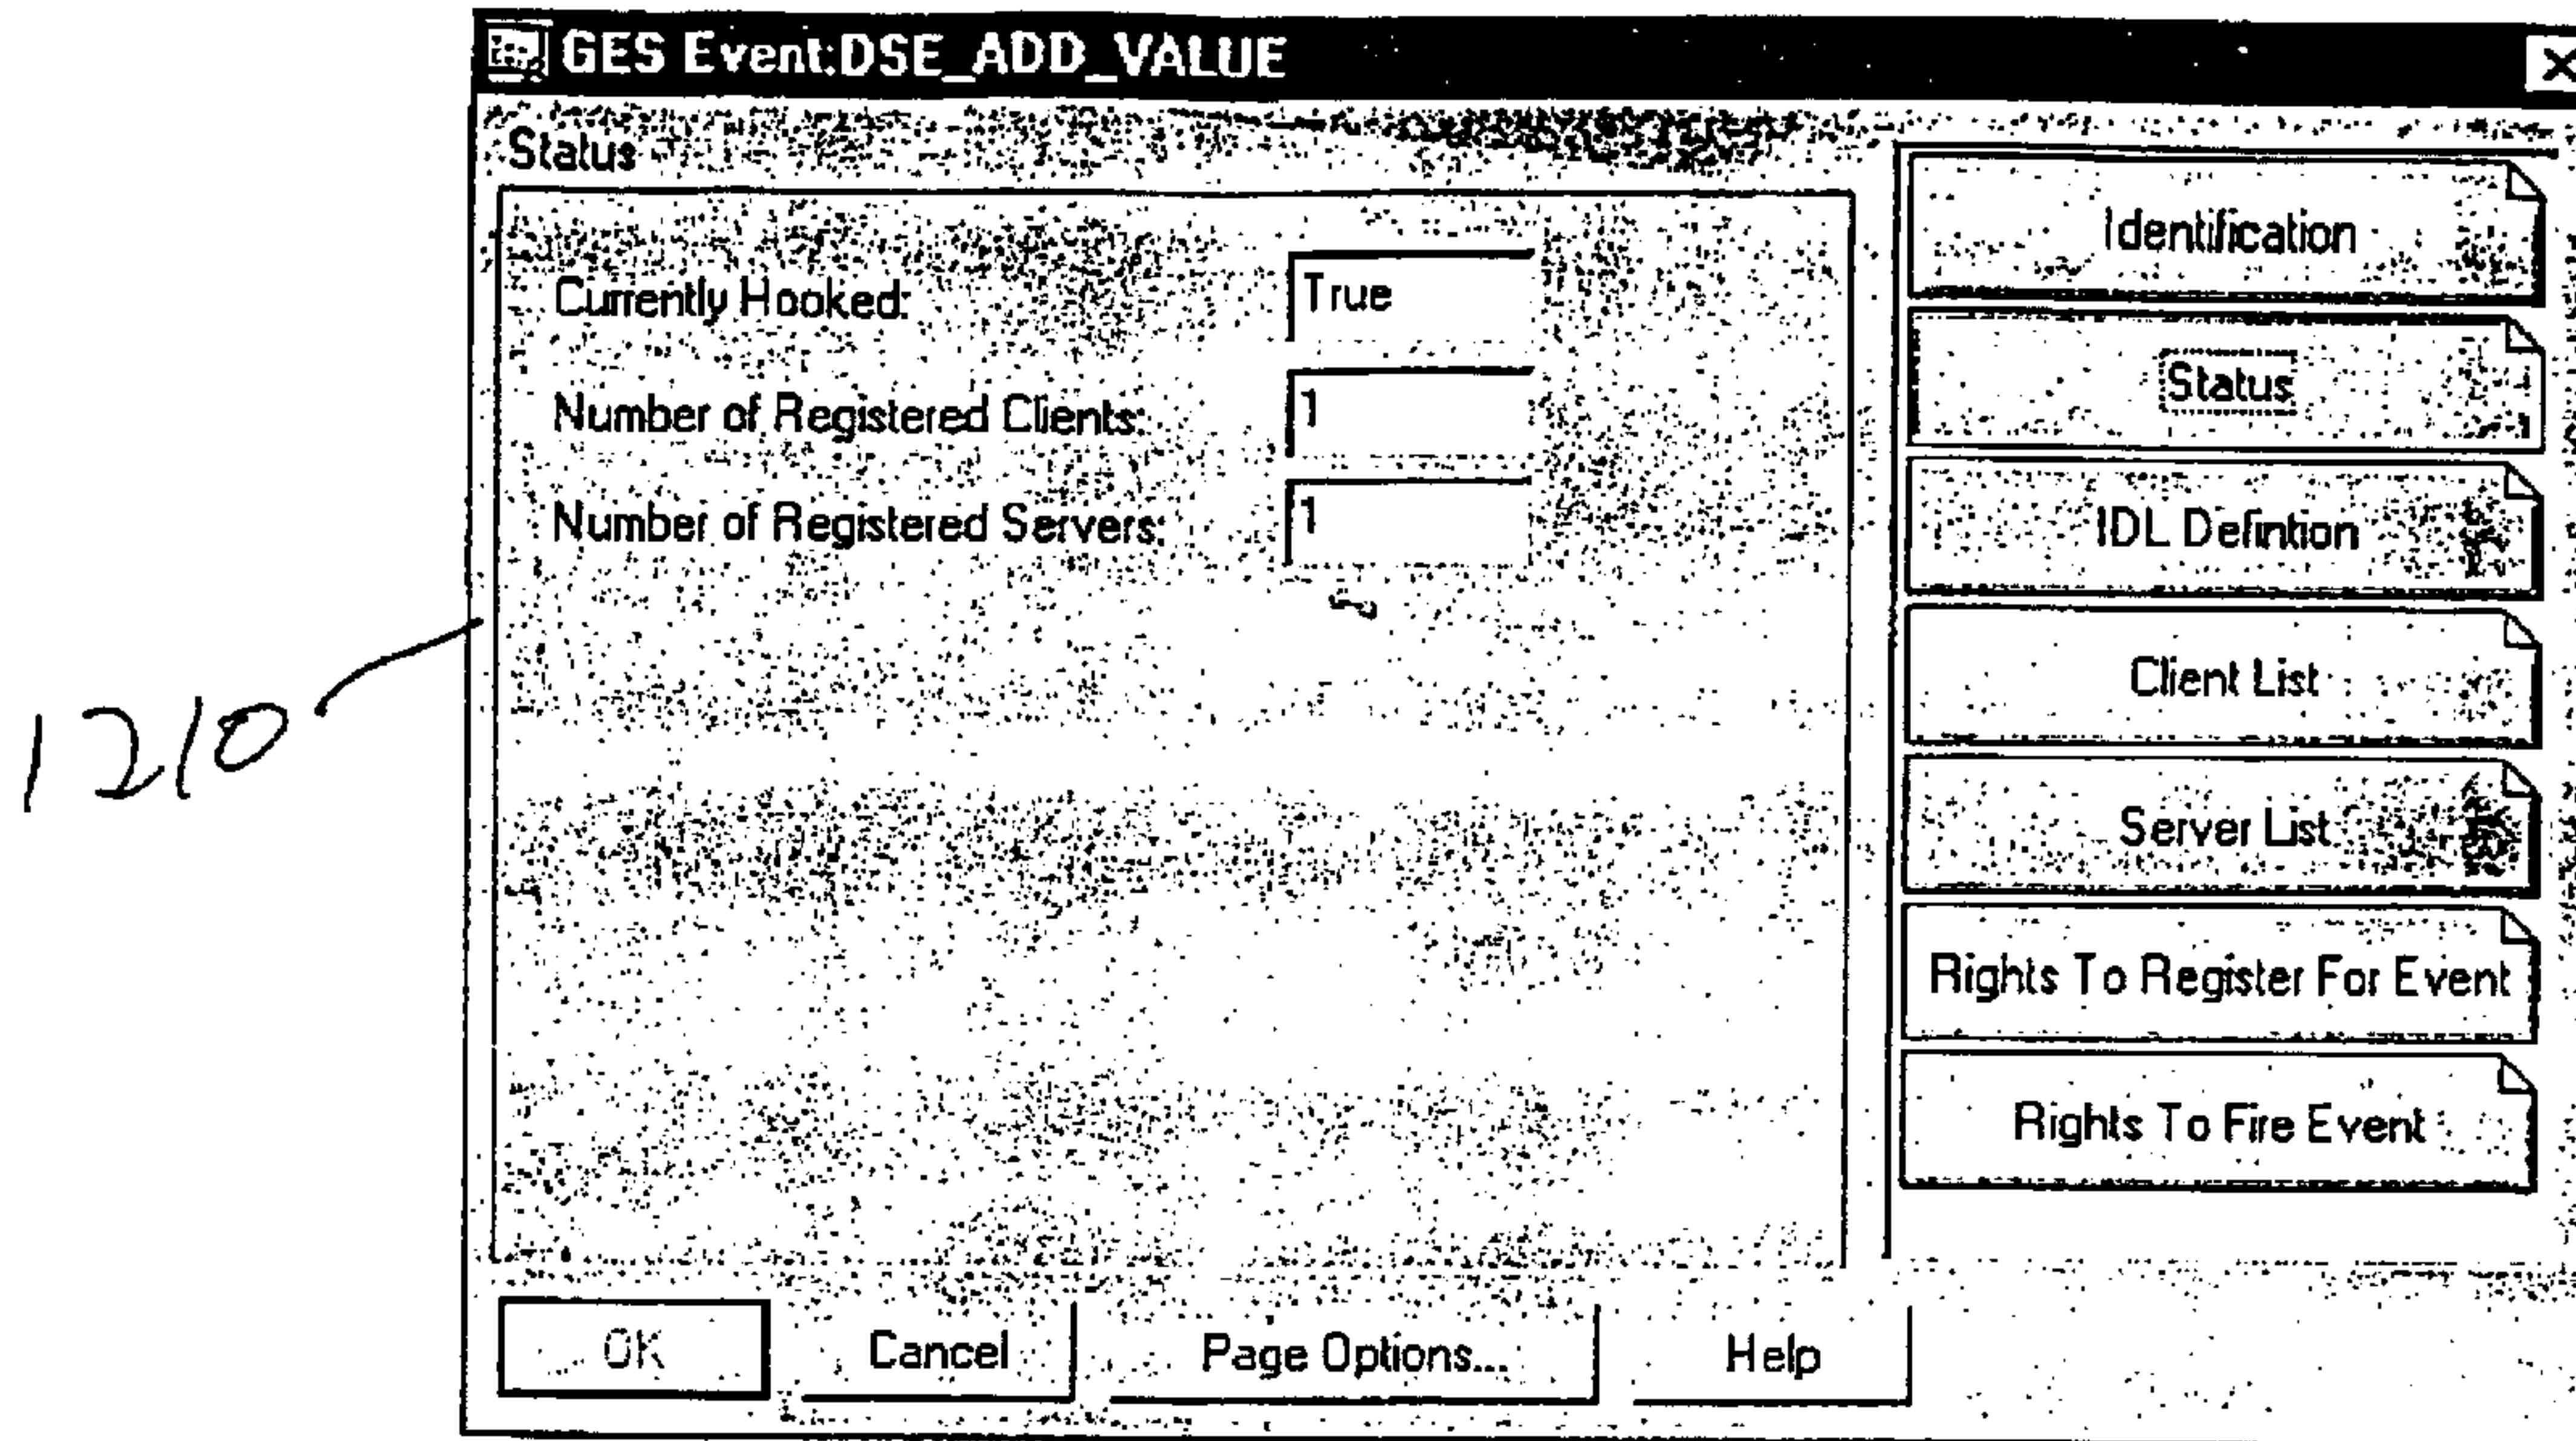 GES Event:DSE_ADD_VALUE
Status
Currently Hooked: True
Number of Registered Clients: 1
Number of Registered Servers: 1
Identification
Status
IDL Defintion
Client List
Server List
Rights To Register For Event
Rights To Fire Event
1210
OK Cancel Page Options... Help